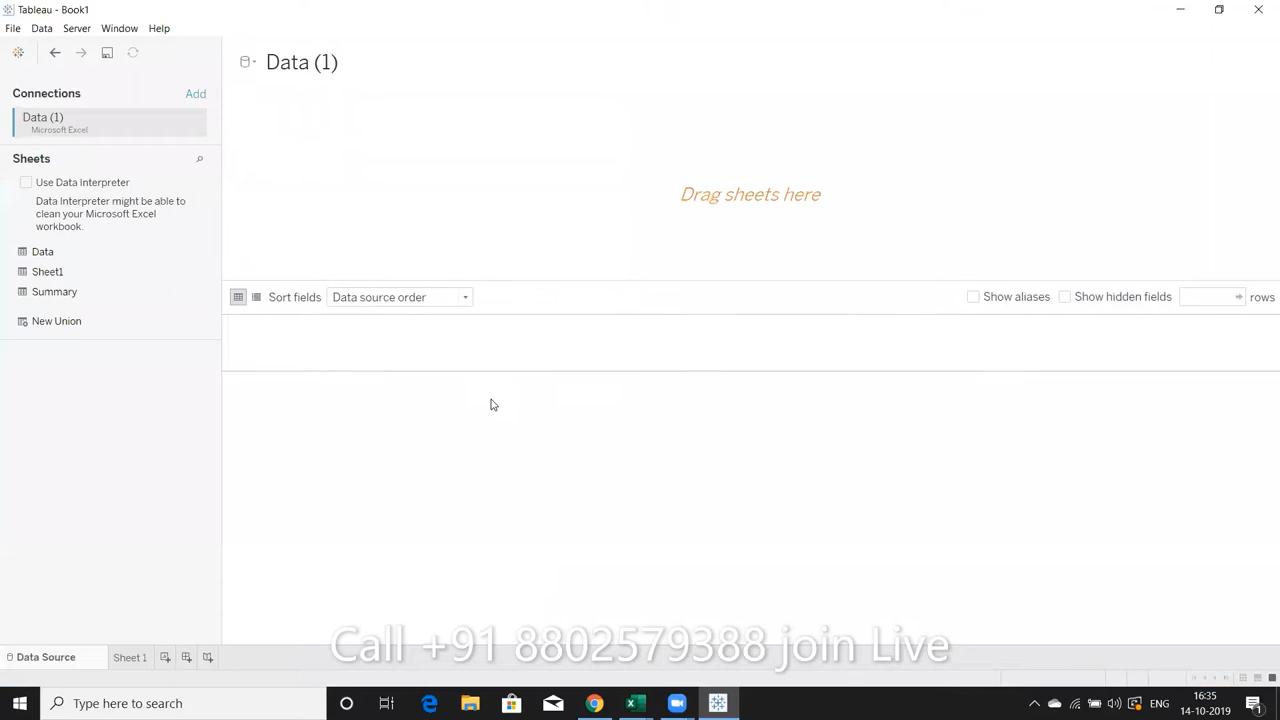 Tableau - Book1
File Data Server Window Help
Connections Add
Data (1)
Microsoft Excel
Sheets
Use Data Interpreter
Data Interpreter might be able to
clean your Microsoft Excel
workbook.
Data
Sheet1
Summary
New Union
Data (1)
Drag sheets here
Sort fields Data source order Show aliases Show hidden fields rows
Data Source Sheet 1
Call +91 8802579388 join Live
Type here to search
ENG
16:35
14-10-2019
1